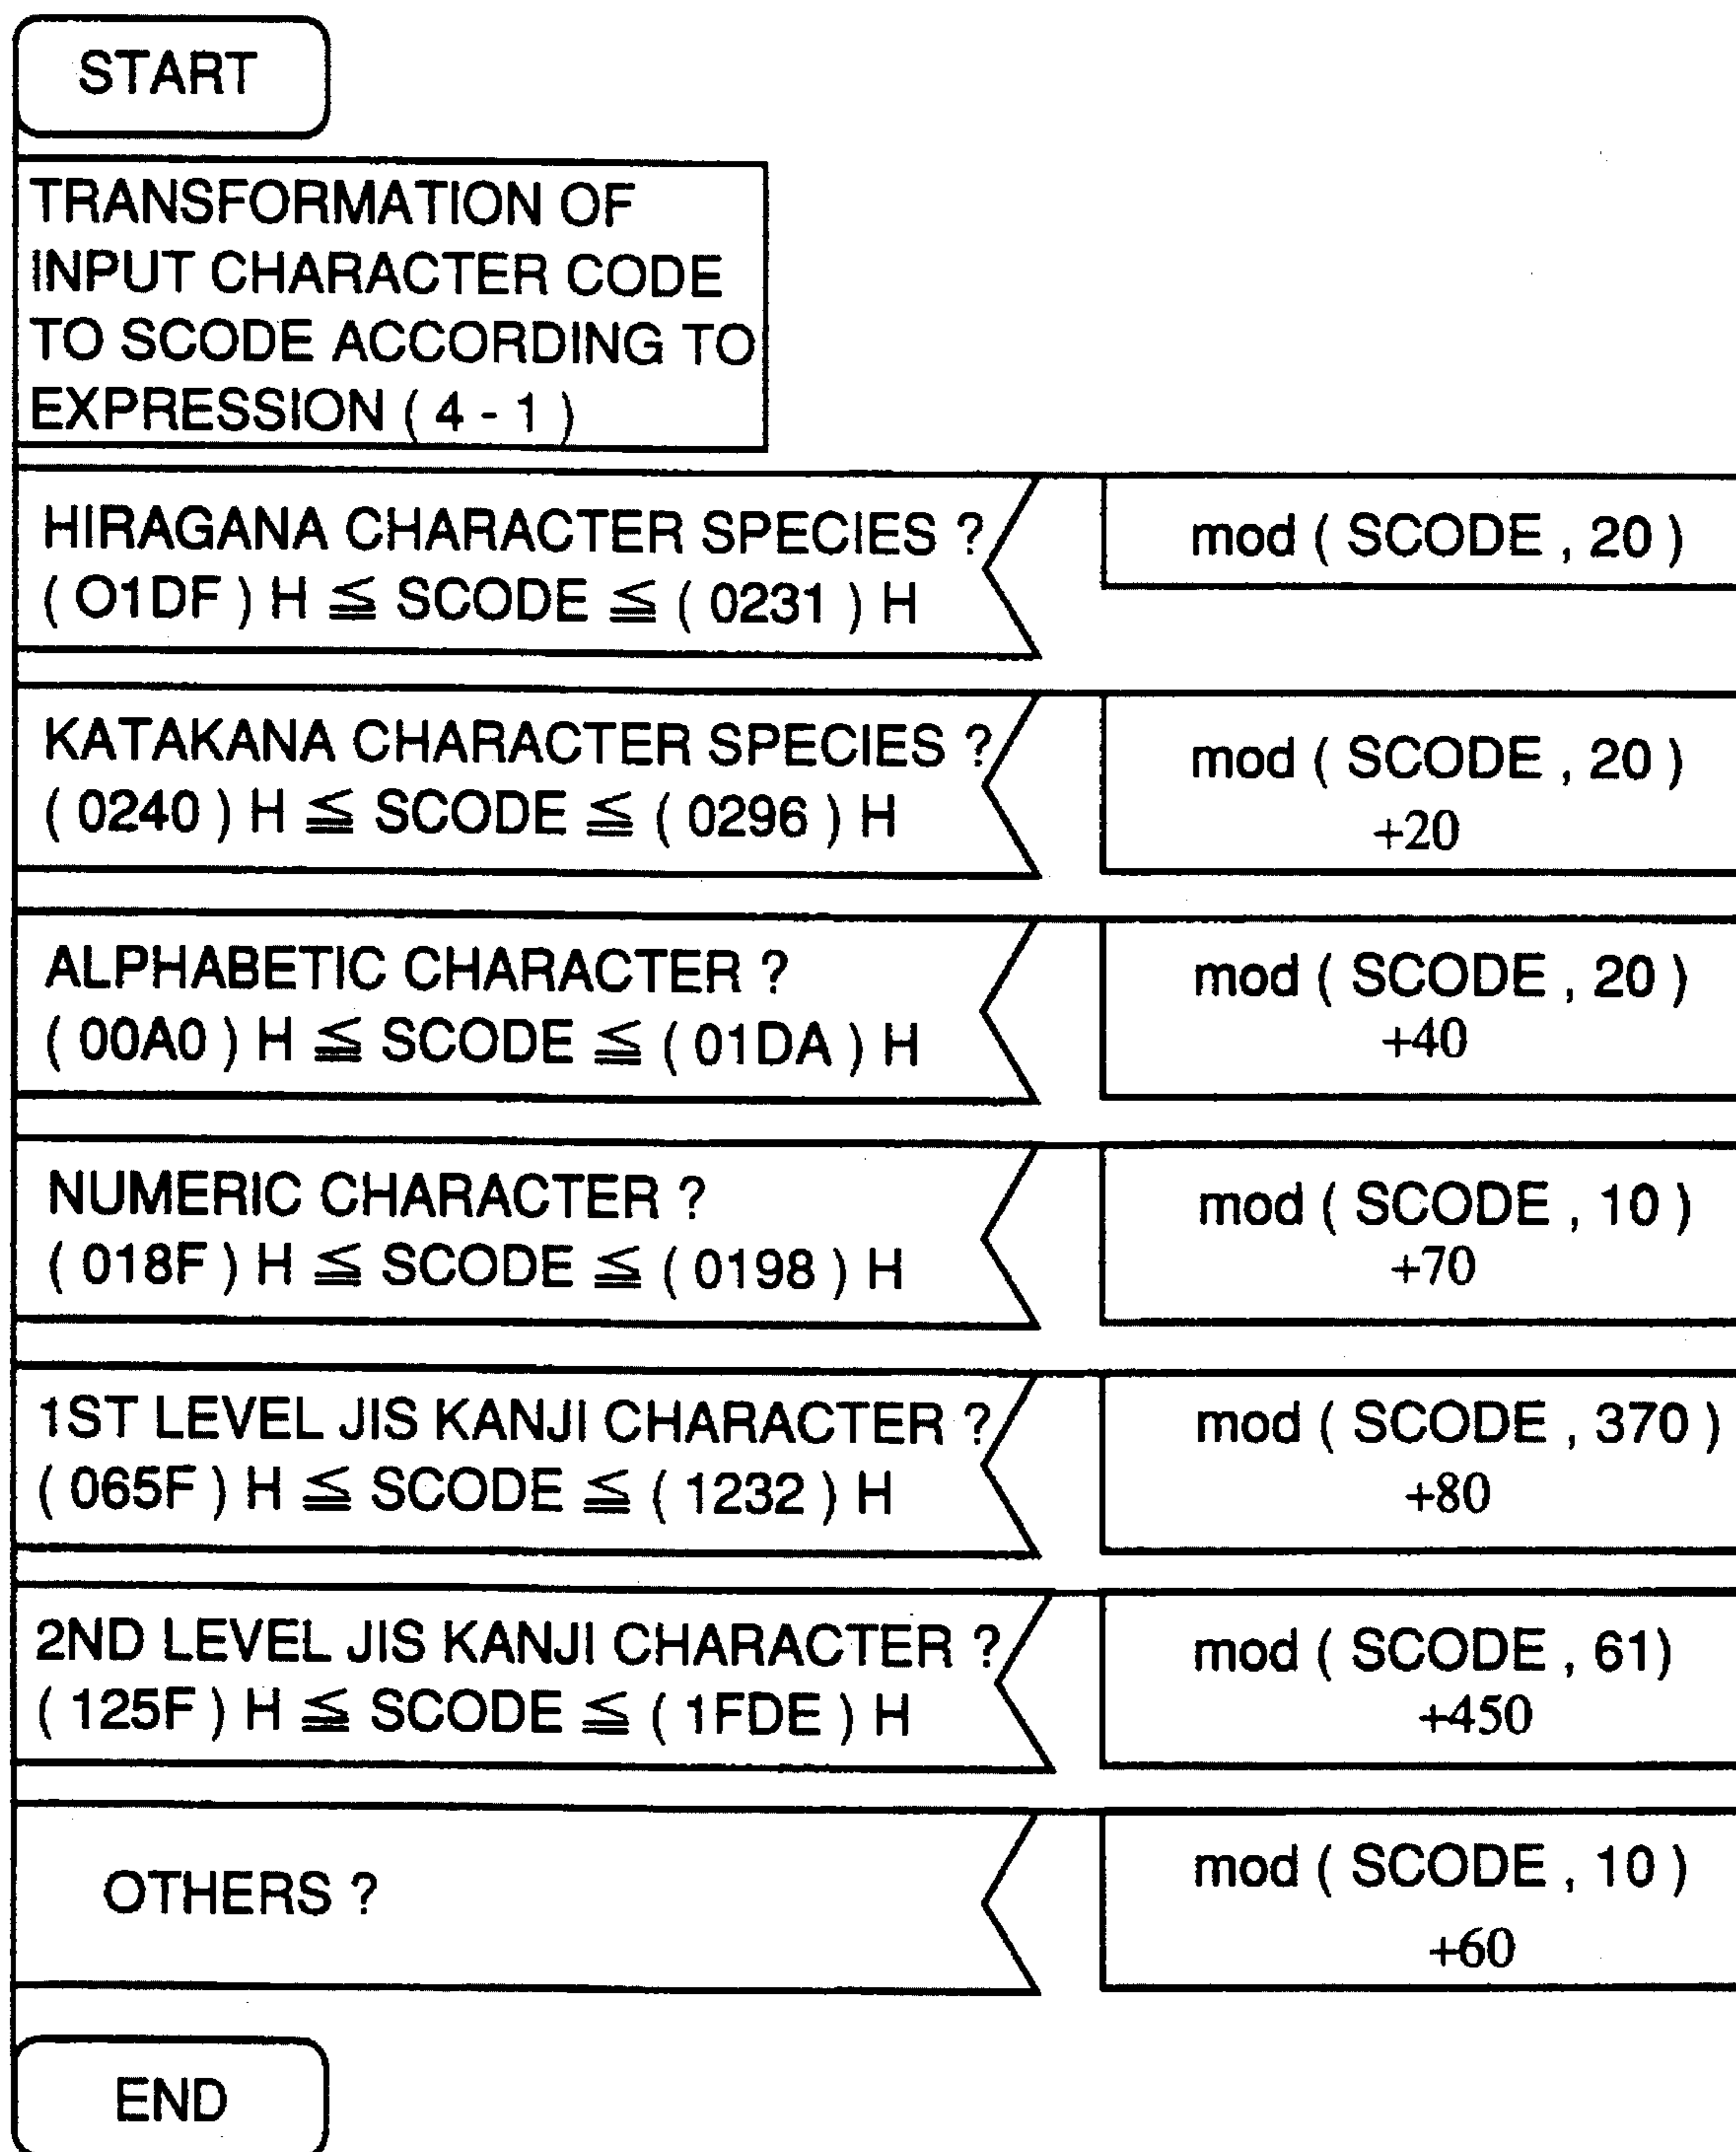 START
TRANSFORMATION OF
INPUT CHARACTER CODE
TO SCODE ACCORDING TO
EXPRESSION ( 4 - 1 )
HIRAGANA CHARACTER SPECIES ?
( O1DF ) H ≦ SCODE ≦ ( 0231 ) H
mod ( SCODE , 20 )
KATAKANA CHARACTER SPECIES ?
( 0240 ) H ≦ SCODE ≦ ( 0296 ) H
mod ( SCODE , 20 )
+20
ALPHABETIC CHARACTER ?
( 00A0 ) H ≦ SCODE ≦ ( 01DA ) H
mod ( SCODE , 20 )
+40
NUMERIC CHARACTER ?
( 018F ) H ≦ SCODE ≦ ( 0198 ) H
mod ( SCODE , 10 )
+70
1ST LEVEL JIS KANJI CHARACTER ?
( 065F ) H ≦ SCODE ≦ ( 1232 ) H
mod ( SCODE , 370 )
+80
2ND LEVEL JIS KANJI CHARACTER ?
( 125F ) H ≦ SCODE ≦ ( 1FDE ) H
mod ( SCODE , 61)
+450
OTHERS ?
mod ( SCODE , 10 )
+60
END